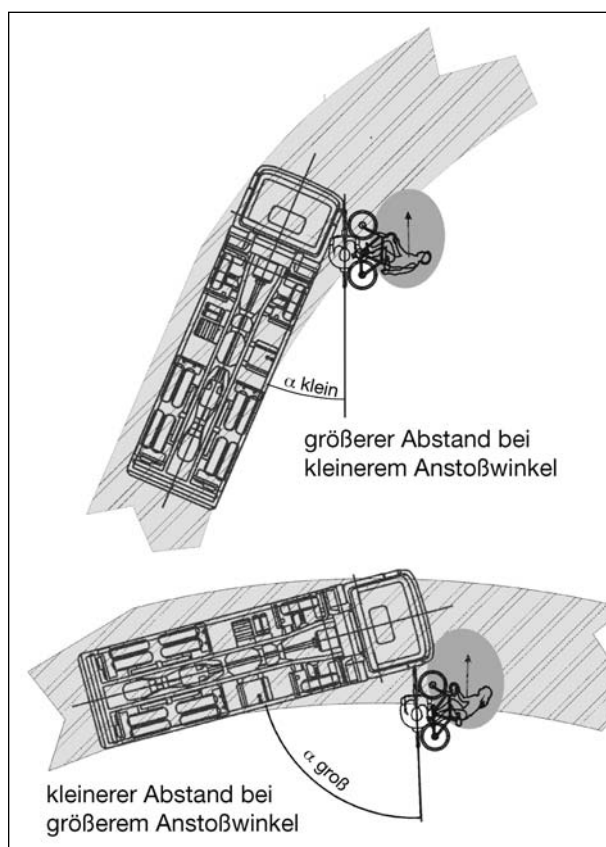 α klein
größerer Abstand bei
kleinerem Anstoßwinkel
α groß
kleinerer Abstand bei
größerem Anstoßwinkel